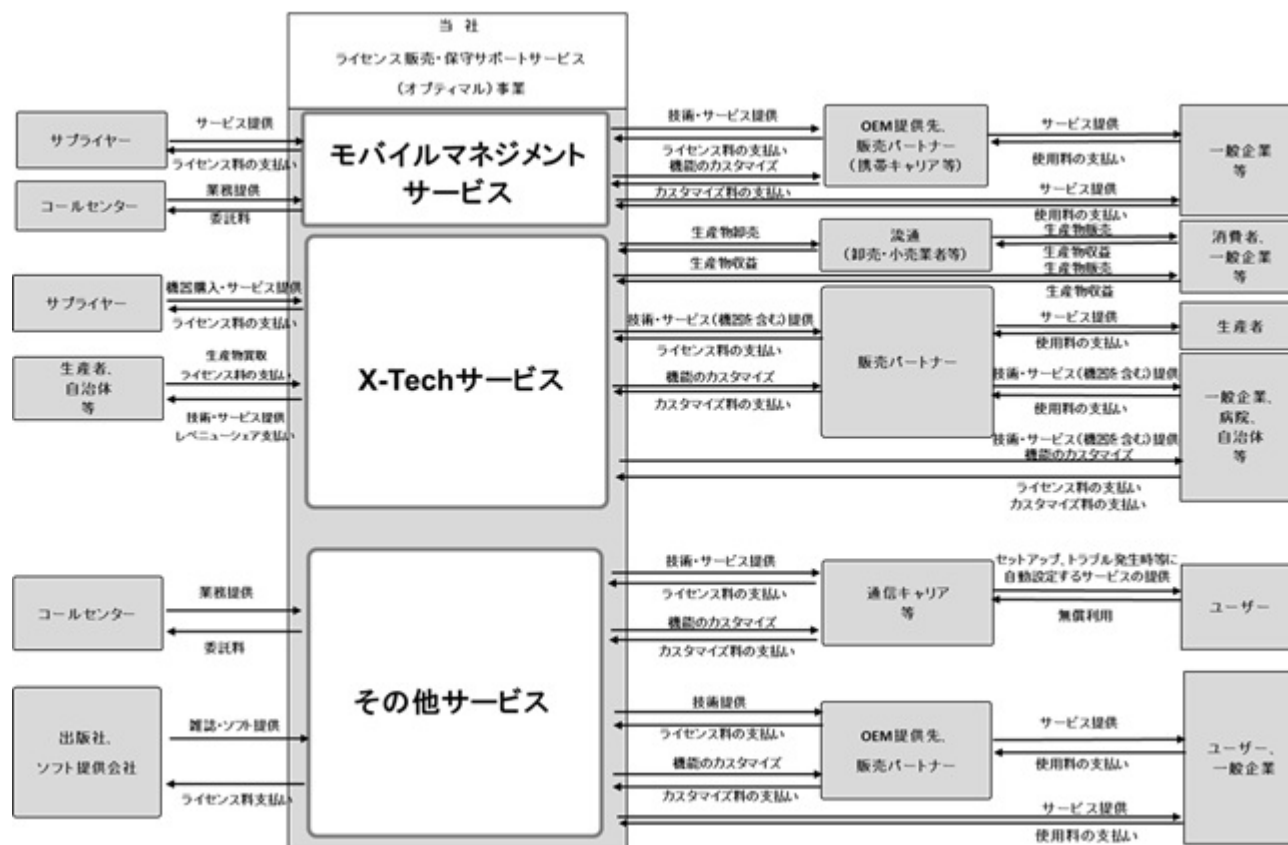 当 社
ライセンス販売・保守サポートサービス
(オプティマル)事業
サプライヤー
サービス提供
ライセンス料の支払い
コールセンター
業務提供
委託料
モバイルマネジメント
サービス
技術・サービス提供
ライセンス料の支払い
機能のカスタマイズ
カスタマイズ料の支払い
OEM提供先、
販売パートナー
(携帯キャリア等)
サービス提供
使用料の支払い
サービス提供
使用料の支払い
一般企業
等
サプライヤー
機器購入・サービス提供
ライセンス料の支払い
生産者、
自治体
等
生産物買取
ライセンス料の支払い
技術・サービス提供
レベニューシェア支払い
X-Techサービス
生産物卸売
生産物収益
流通
(卸売・小売業者等)
生産物販売
生産物収益
生産物販売
生産物収益
消費者、
一般企業
等
技術・サービス(機器を含む)提供
ライセンス料の支払い
機能のカスタマイズ
カスタマイズ料の支払い
販売パートナー
サービス提供
使用料の支払い
生産者
技術・サービス(機器を含む)提供
使用料の支払い
技術・サービス(機器を含む)提供
機能のカスタマイズ
ライセンス料の支払い
カスタマイズ料の支払い
一般企業、
病院、
自治体
等
コールセンター
業務提供
委託料
出版社、
ソフト提供会社
雑誌・ソフト提供
ライセンス料支払い
その他サービス
技術・サービス提供
ライセンス料の支払い
機能のカスタマイズ
カスタマイズ料の支払い
通信キャリア
等
セットアップ、トラブル発生時等に
自動設定するサービスの提供
無償利用
ユーザー
技術提供
ライセンス料の支払い
機能のカスタマイズ
カスタマイズ料の支払い
OEM提供先、
販売パートナー
サービス提供
使用料の支払い
サービス提供
使用料の支払い
ユーザー、
一般企業